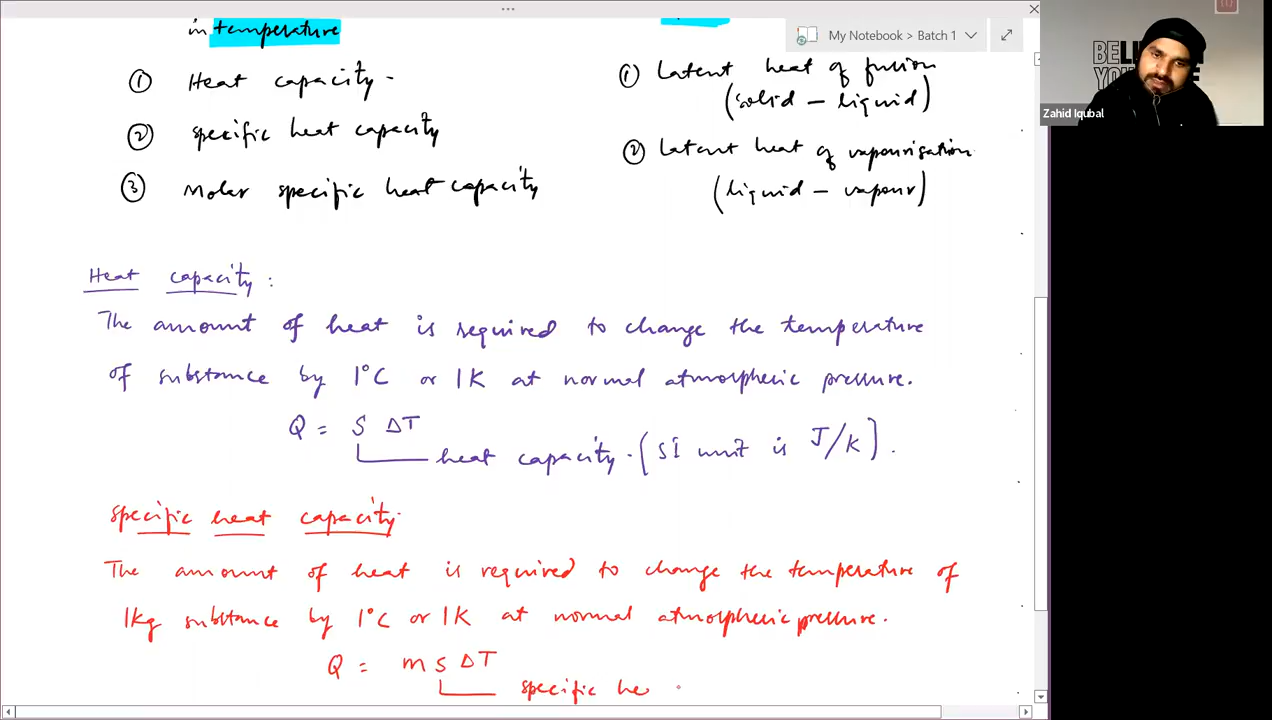 in temperature
My Notebook > Batch 1
① Heat capacity -
② specific heat capacity
③ Molar specific heat capacity
① Latent heat of fusion
(solid - liquid)
② Latent heat of vapourisation
(liquid - vapour)
Heat capacity :
The amount of heat is required to change the temperature
of substance by 1°C or 1K at normal atmospheric pressure.
Q = S ΔT
heat capacity. (SI unit is J/K).
specific heat capacity.
The amount of heat is required to change the temperature of
1kg substance by 1°C or 1K at normal atmospheric pressure.
Q = m s ΔT
specific he
Zahid Iqubal